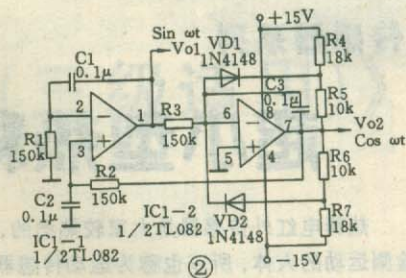 Sin ωt
Vo1
+15V
C1
0.1μ
VD1
1N4148
R4
18k
C3
0.1μ
R5
10k
2
−
1
R3
150k
6
−
8
7
Vo2
Cos ωt
R1
150k
3
+
5
+
4
R6
10k
R2
150k
C2
0.1μ
IC1-2
1/2TL082
VD2
1N4148
R7
18k
IC1-1
1/2TL082
−15V
②